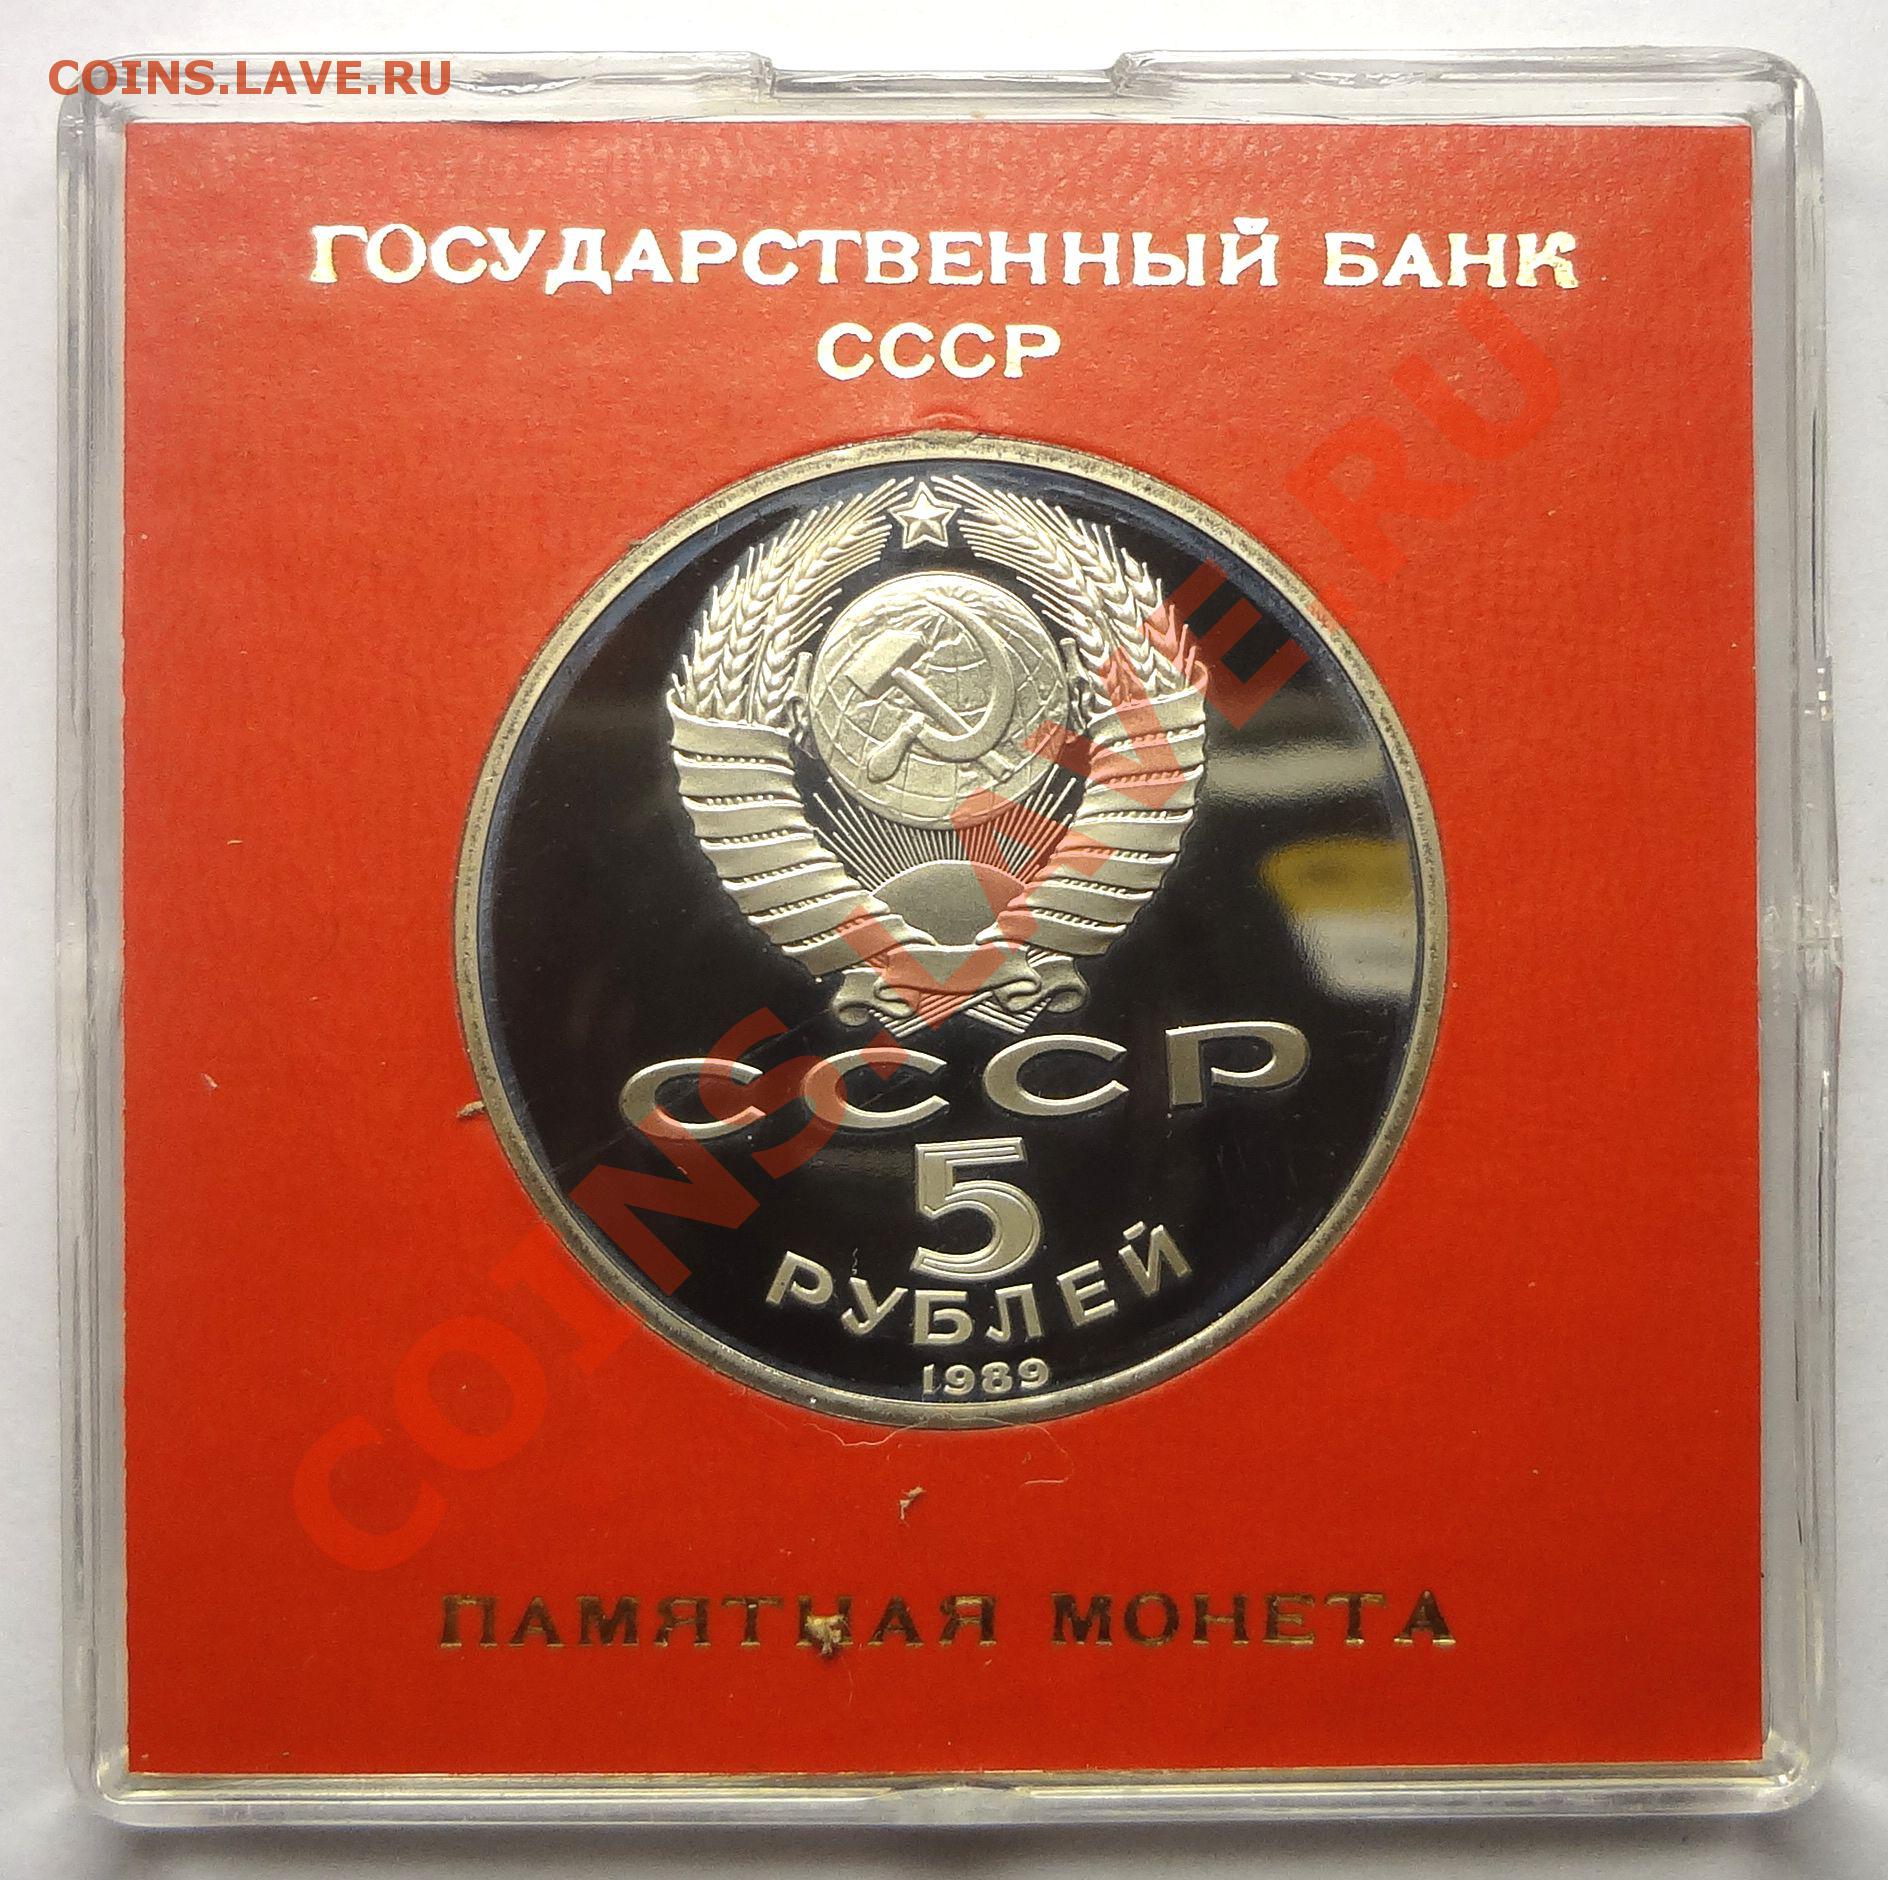 COINS.LAVE.RU
ГОСУДАРСТВЕННЫЙ БАНК
СССР
СССР
5
РУБЛЕЙ
1989
ПАМЯТНАЯ МОНЕТА
COINS.LAVE.RU